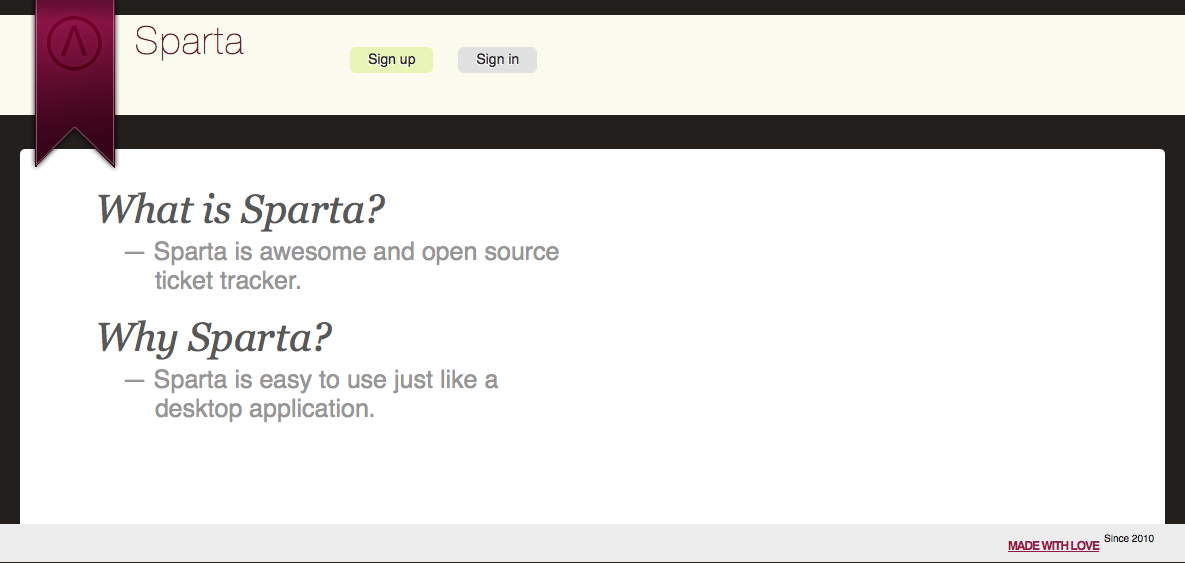 Sparta
Sign up
Sign in
What is Sparta?
— Sparta is awesome and open source
ticket tracker.
Why Sparta?
— Sparta is easy to use just like a
desktop application.
MADE WITH LOVE Since 2010